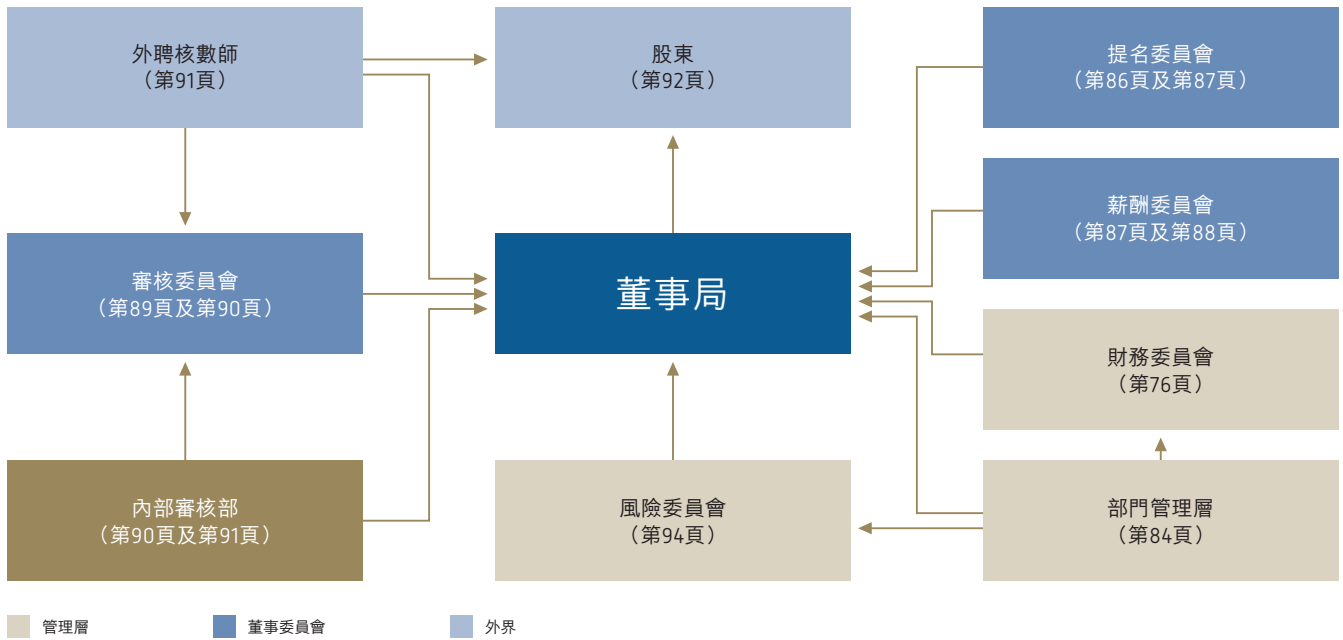 外聘核數師
（第91頁）
股東
（第92頁）
提名委員會
（第86頁及第87頁）
薪酬委員會
（第87頁及第88頁）
審核委員會
（第89頁及第90頁）
董事局
財務委員會
（第76頁）
內部審核部
（第90頁及第91頁）
風險委員會
（第94頁）
部門管理層
（第84頁）
管理層
董事委員會
外界